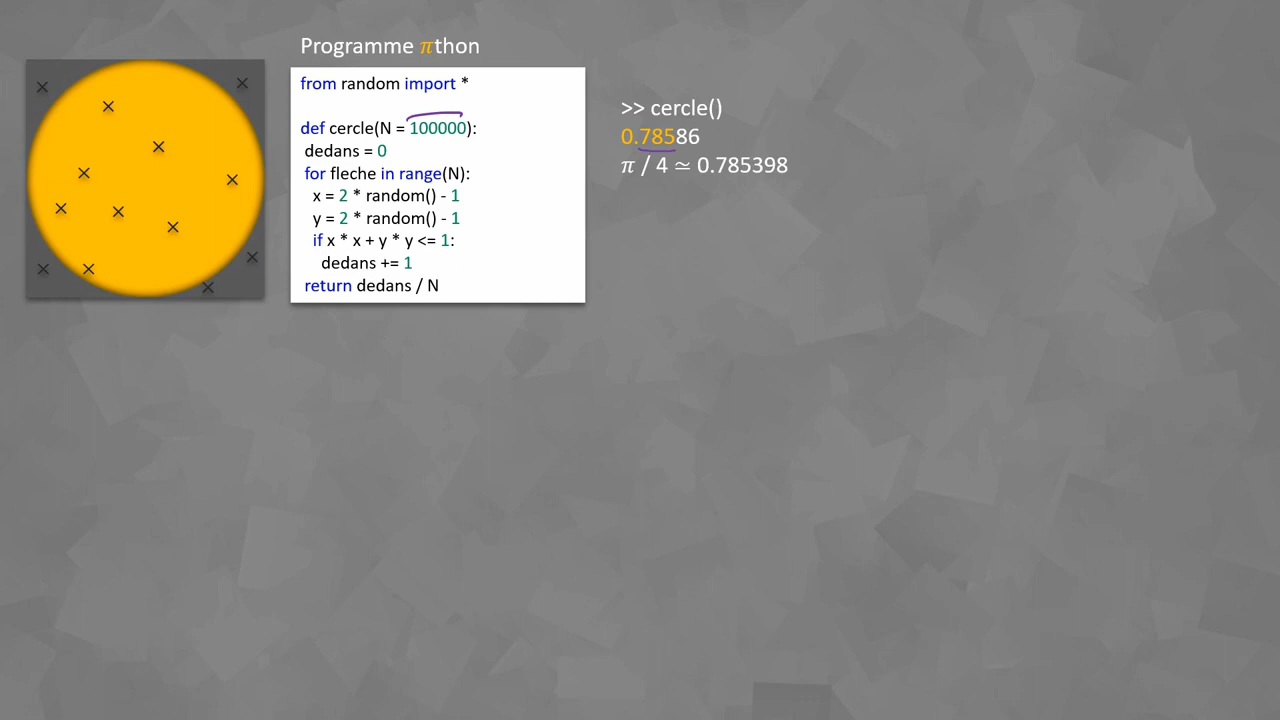 Programme πthon
from random import *
def cercle(N = 100000):
dedans = 0
for fleche in range(N):
x = 2 * random() - 1
y = 2 * random() - 1
if x * x + y * y <= 1:
dedans += 1
return dedans / N
>> cercle()
0.78586
π / 4 ≃ 0.785398